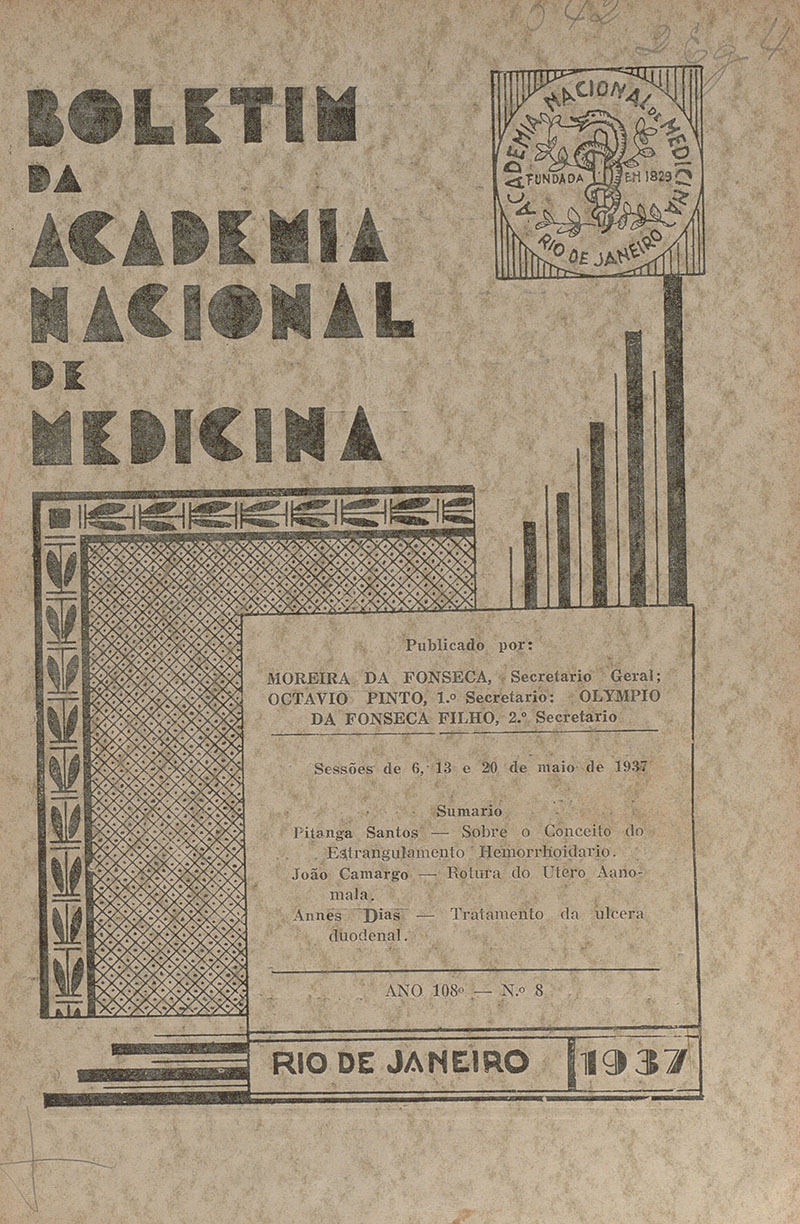 BOLETIM
DA
ACADEMIA
NACIONAL
DE
MEDICINA
ACADEMIA NACIONAL DE MEDICINA
FUNDADA EM 1829
RIO DE JANEIRO
Publicado por:
MOREIRA DA FONSECA, Secretario Geral;
OCTAVIO PINTO, 1.º Secretario: OLYMPIO
DA FONSECA FILHO, 2.º Secretario
Sessões de 6, 13 e 20 de maio de 1937
Sumario
Pitanga Santos — Sobre o Conceito do
Estrangulamento Hemorrhoidario.
João Camargo — Rotura do Utero Aano-
mala.
Annes Dias — Tratamento da ulcera
duodenal.
ANO 108º — N.º 8
RIO DE JANEIRO 1937